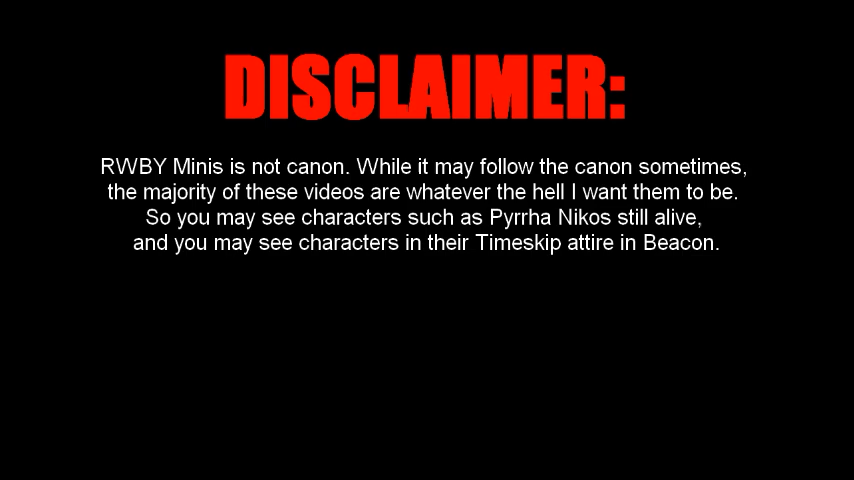 DISCLAIMER:
RWBY Minis is not canon. While it may follow the canon sometimes,
the majority of these videos are whatever the hell I want them to be.
So you may see characters such as Pyrrha Nikos still alive,
and you may see characters in their Timeskip attire in Beacon.